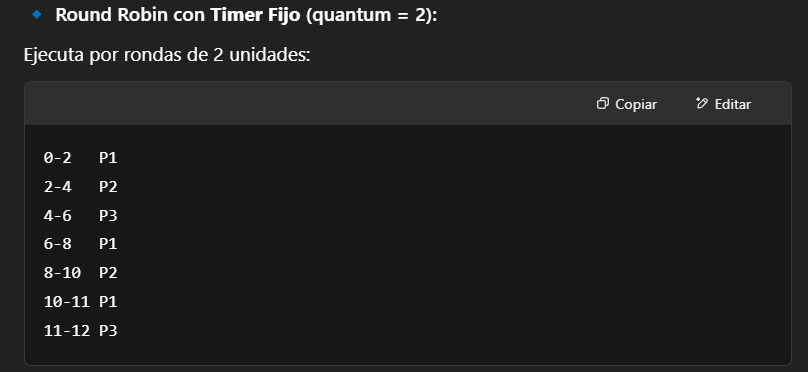 Round Robin con Timer Fijo (quantum = 2):
Ejecuta por rondas de 2 unidades:
Copiar Editar
0-2 P1
2-4 P2
4-6 P3
6-8 P1
8-10 P2
10-11 P1
11-12 P3